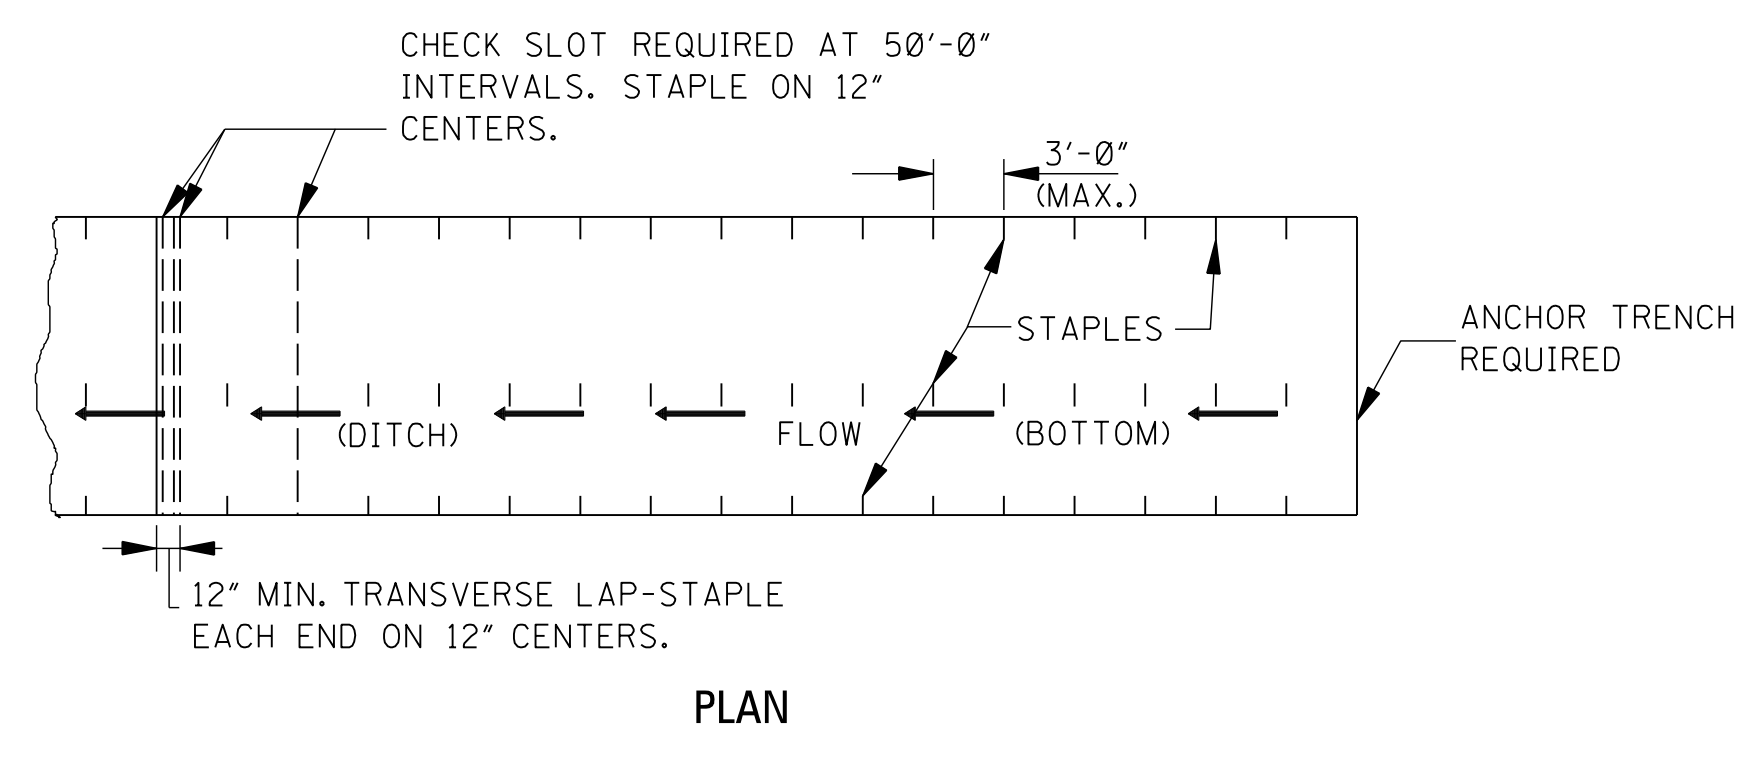 CHECK SLOT REQUIRED AT 50'-0"
INTERVALS. STAPLE ON 12"
CENTERS.
3'-0"
(MAX.)
STAPLES
ANCHOR TRENCH
REQUIRED
(DITCH)
FLOW
(BOTTOM)
12" MIN. TRANSVERSE LAP-STAPLE
EACH END ON 12" CENTERS.
PLAN